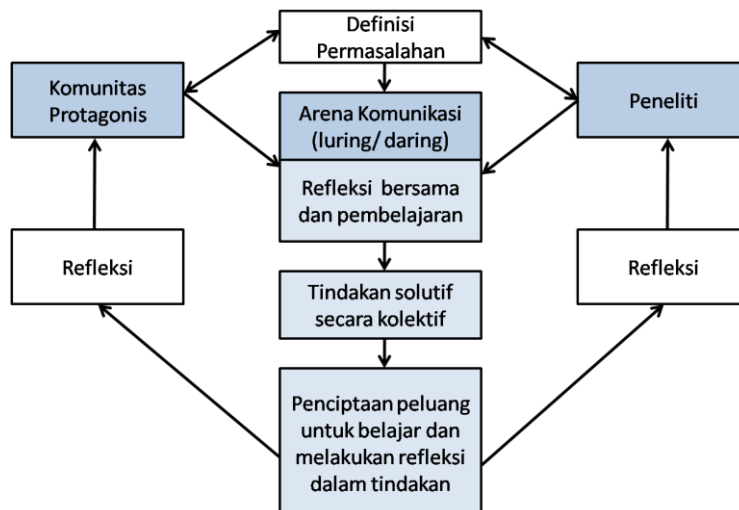 Definisi
Permasalahan
Komunitas
Protagonis
Arena Komunikasi
(luring/ daring)
Peneliti
Refleksi bersama
dan pembelajaran
Refleksi
Refleksi
Tindakan solutif
secara kolektif
Penciptaan peluang
untuk belajar dan
melakukan refleksi
dalam tindakan